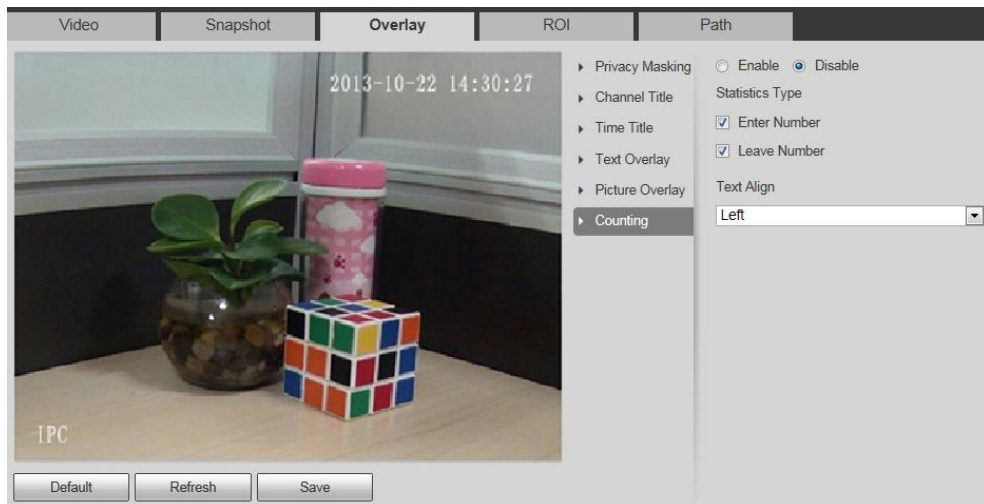 Video Snapshot Overlay ROI Path
2013-10-22 14:30:27
IPC
Privacy Masking
Channel Title
Time Title
Text Overlay
Picture Overlay
Counting
Enable Disable
Statistics Type
Enter Number
Leave Number
Text Align
Left
Default Refresh Save